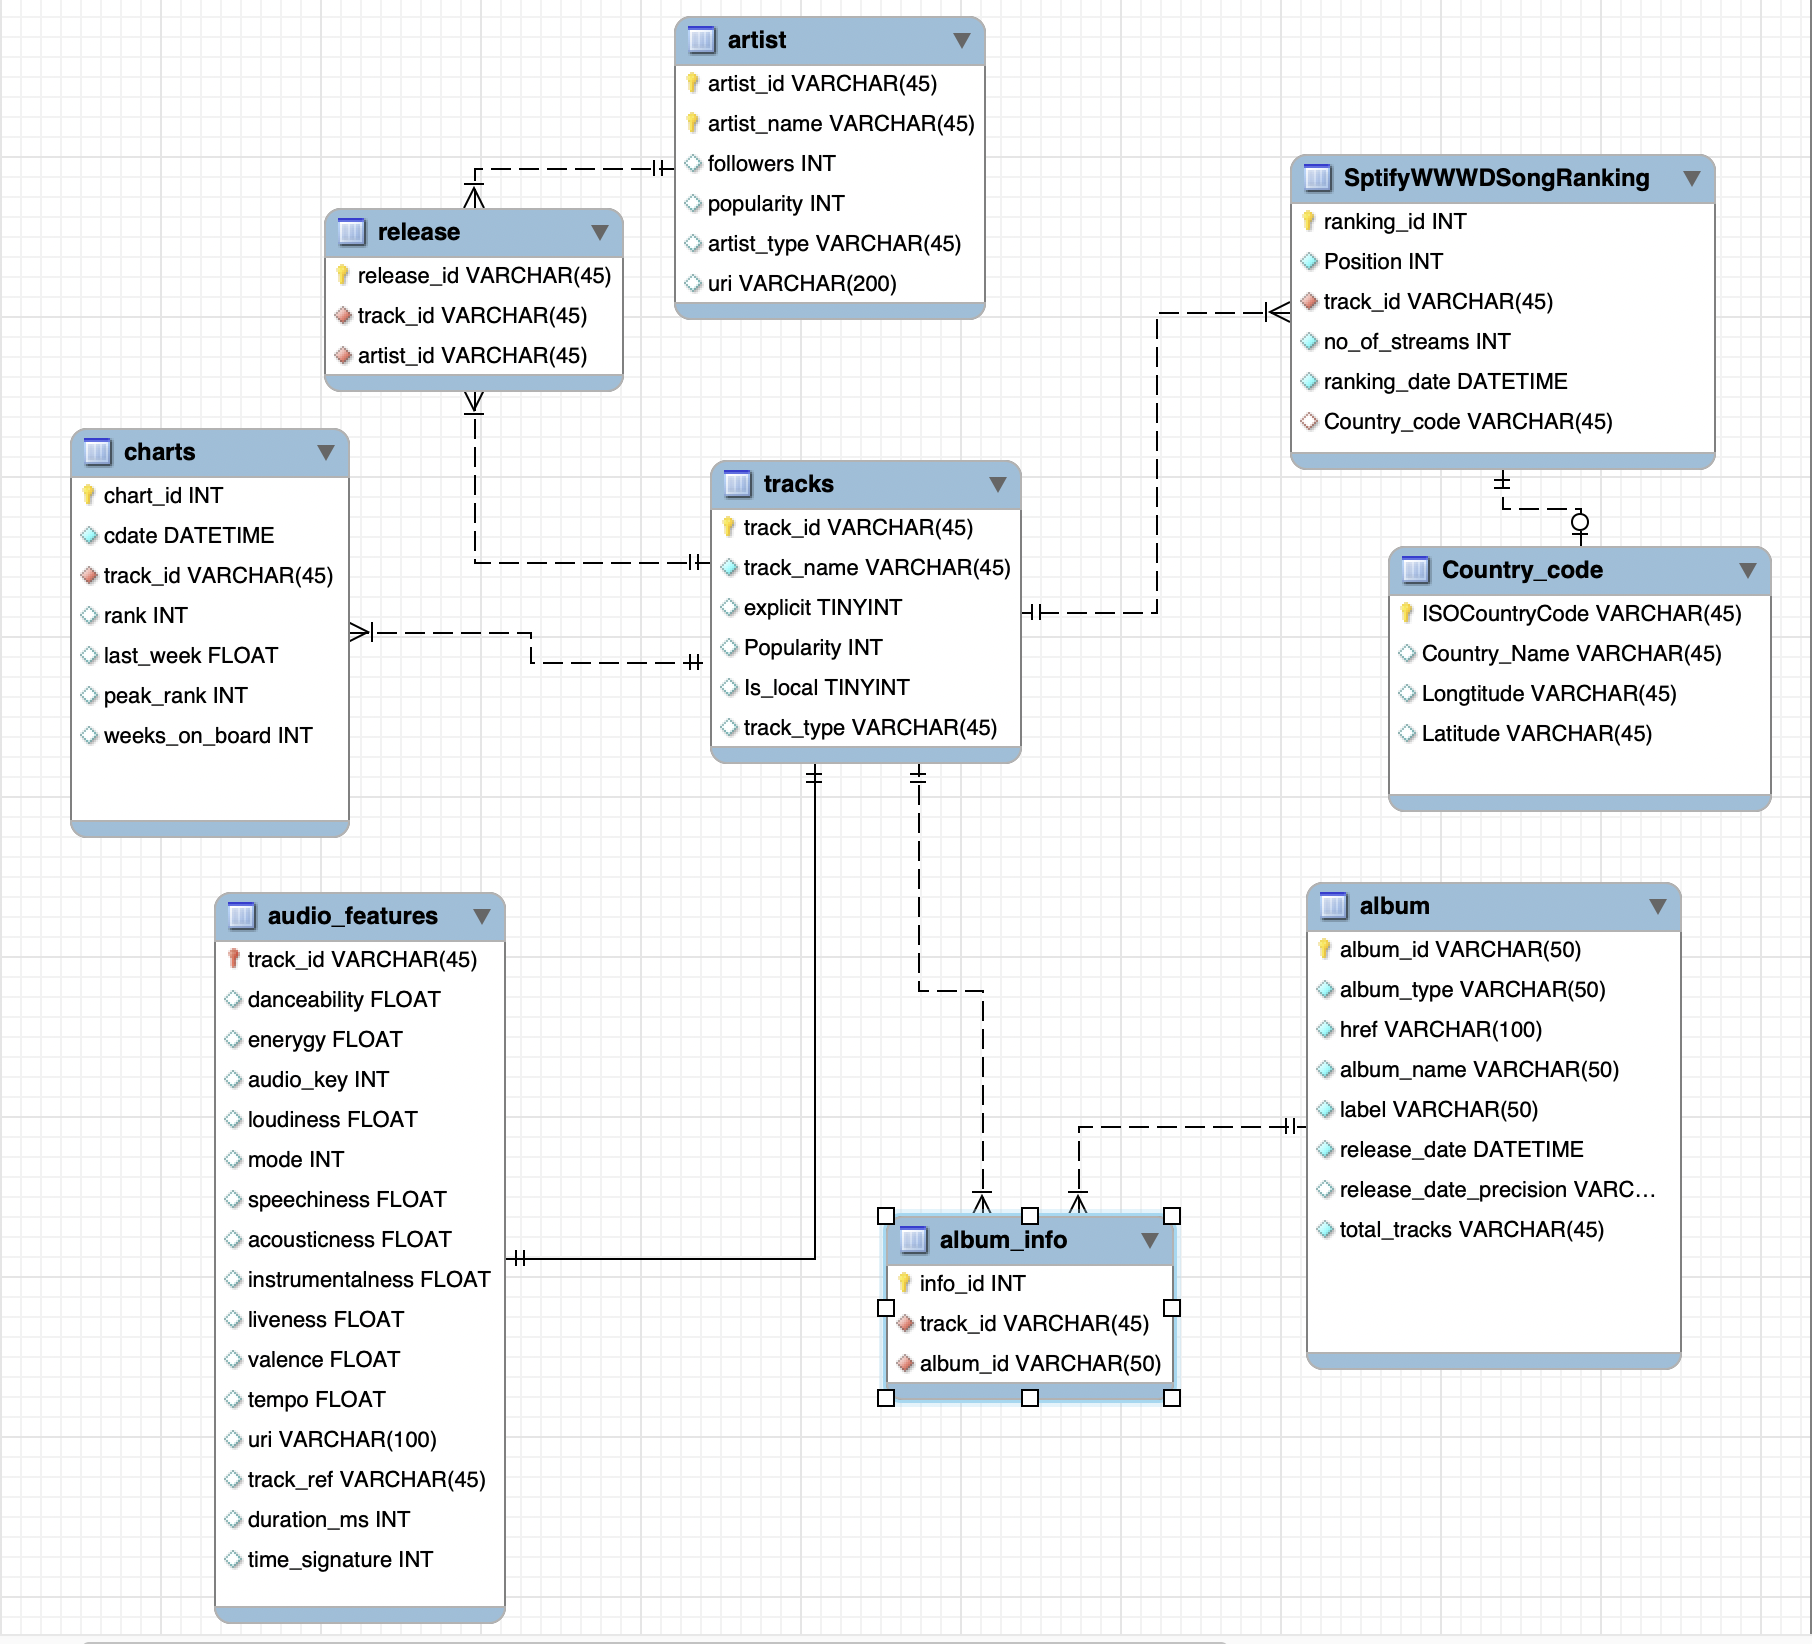 artist
artist_id VARCHAR(45)
artist_name VARCHAR(45)
followers INT
popularity INT
artist_type VARCHAR(45)
uri VARCHAR(200)
SptifyWWWDSongRanking
ranking_id INT
Position INT
track_id VARCHAR(45)
no_of_streams INT
ranking_date DATETIME
Country_code VARCHAR(45)
release
release_id VARCHAR(45)
track_id VARCHAR(45)
artist_id VARCHAR(45)
charts
chart_id INT
cdate DATETIME
track_id VARCHAR(45)
rank INT
last_week FLOAT
peak_rank INT
weeks_on_board INT
tracks
track_id VARCHAR(45)
track_name VARCHAR(45)
explicit TINYINT
Popularity INT
Is_local TINYINT
track_type VARCHAR(45)
Country_code
ISOCountryCode VARCHAR(45)
Country_Name VARCHAR(45)
Longtitude VARCHAR(45)
Latitude VARCHAR(45)
audio_features
track_id VARCHAR(45)
danceability FLOAT
enerygy FLOAT
audio_key INT
loudiness FLOAT
mode INT
speechiness FLOAT
acousticness FLOAT
instrumentalness FLOAT
liveness FLOAT
valence FLOAT
tempo FLOAT
uri VARCHAR(100)
track_ref VARCHAR(45)
duration_ms INT
time_signature INT
album
album_id VARCHAR(50)
album_type VARCHAR(50)
href VARCHAR(100)
album_name VARCHAR(50)
label VARCHAR(50)
release_date DATETIME
release_date_precision VARC...
total_tracks VARCHAR(45)
album_info
info_id INT
track_id VARCHAR(45)
album_id VARCHAR(50)